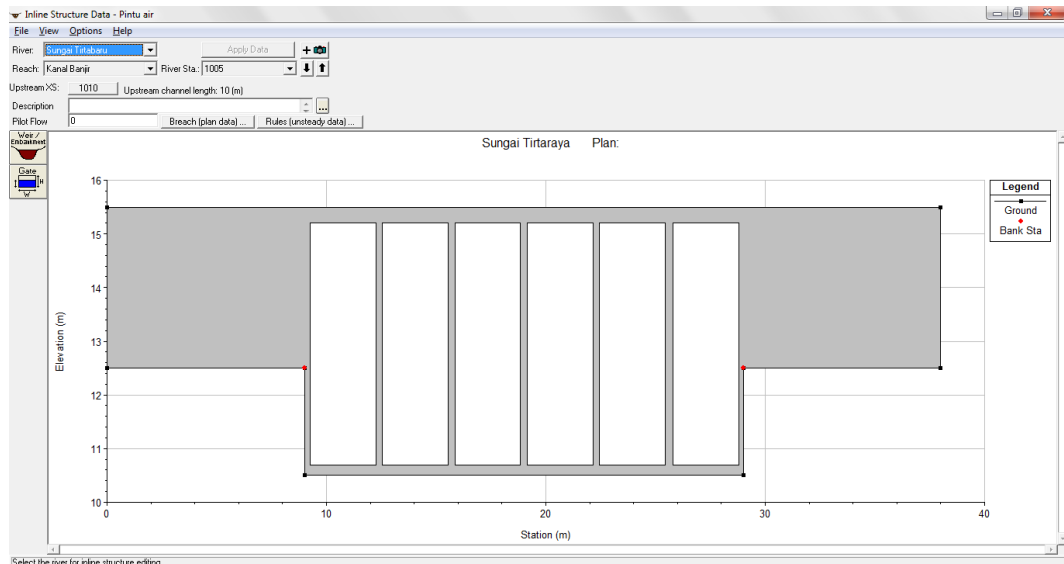 Inline Structure Data - Pintu air
File View Options Help
River: Sungai Tirtabaru Apply Data
Reach: Kanal Banjir River Sta.: 1005
Upstream XS: 1010 Upstream channel length: 10 (m)
Description ...
Pilot Flow 0 Breach (plan data) ... Rules (unsteady data) ...
Weir / Embankment
Gate
H
W
Sungai Tirtaraya Plan:
Legend
Ground
Bank Sta
Elevation (m)
16
15
14
13
12
11
10
0 10 20 30 40
Station (m)
Select the river for inline structure editing